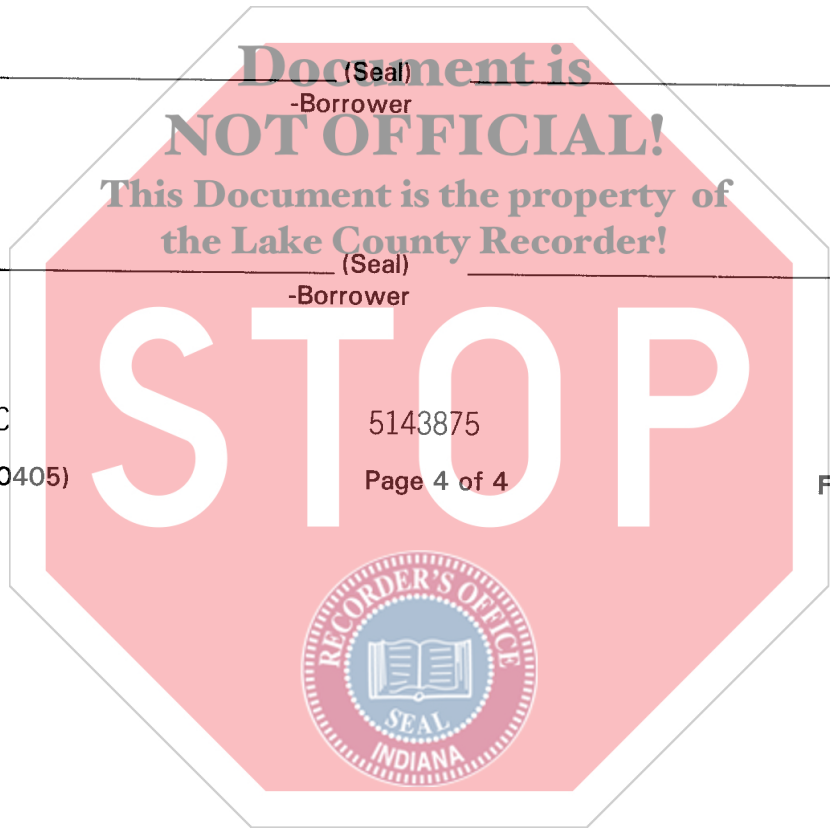 Document is
(Seal)
-Borrower
NOT OFFICIAL!
This Document is the property of
the Lake County Recorder!
(Seal)
-Borrower
STOP
C 5143875
0405) Page 4 of 4 F
RECORDER'S OFFICE
SEAL
INDIANA